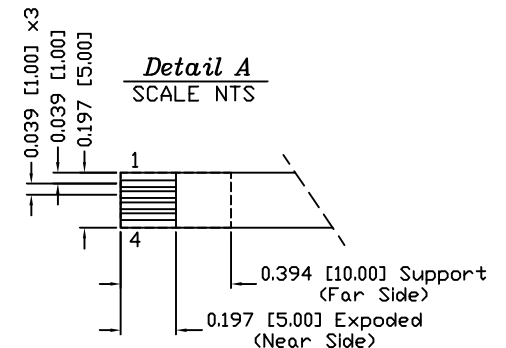 0.039 [1.00] x3
0.039 [1.00]
0.197 [5.00]
Detail A
SCALE NTS
1
4
0.394 [10.00] Support
(Far Side)
0.197 [5.00] Expoded
(Near Side)